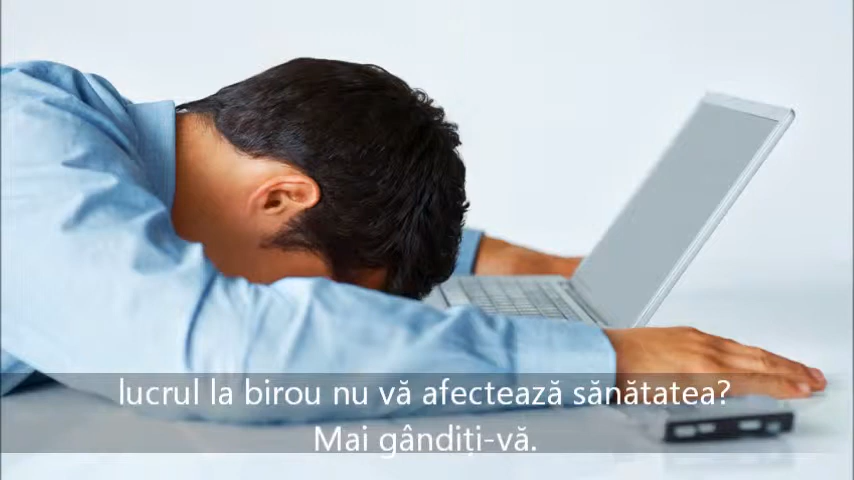 lucrul la birou nu vă afectează sănătatea?
Mai gândiți-vă.